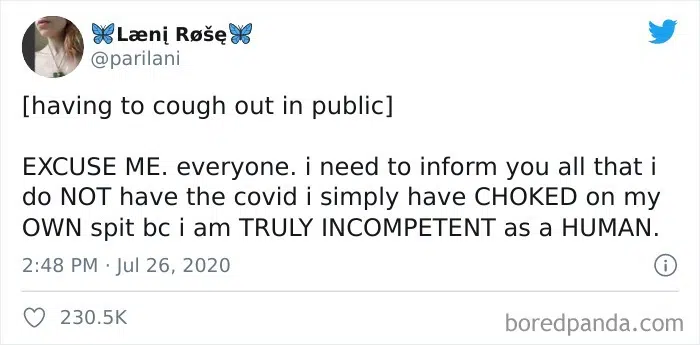 🦋Lænį Røšę🦋
@parilani
[having to cough out in public]
EXCUSE ME. everyone. i need to inform you all that i
do NOT have the covid i simply have CHOKED on my
OWN spit bc i am TRULY INCOMPETENT as a HUMAN.
2:48 PM · Jul 26, 2020
230.5K
boredpanda.com